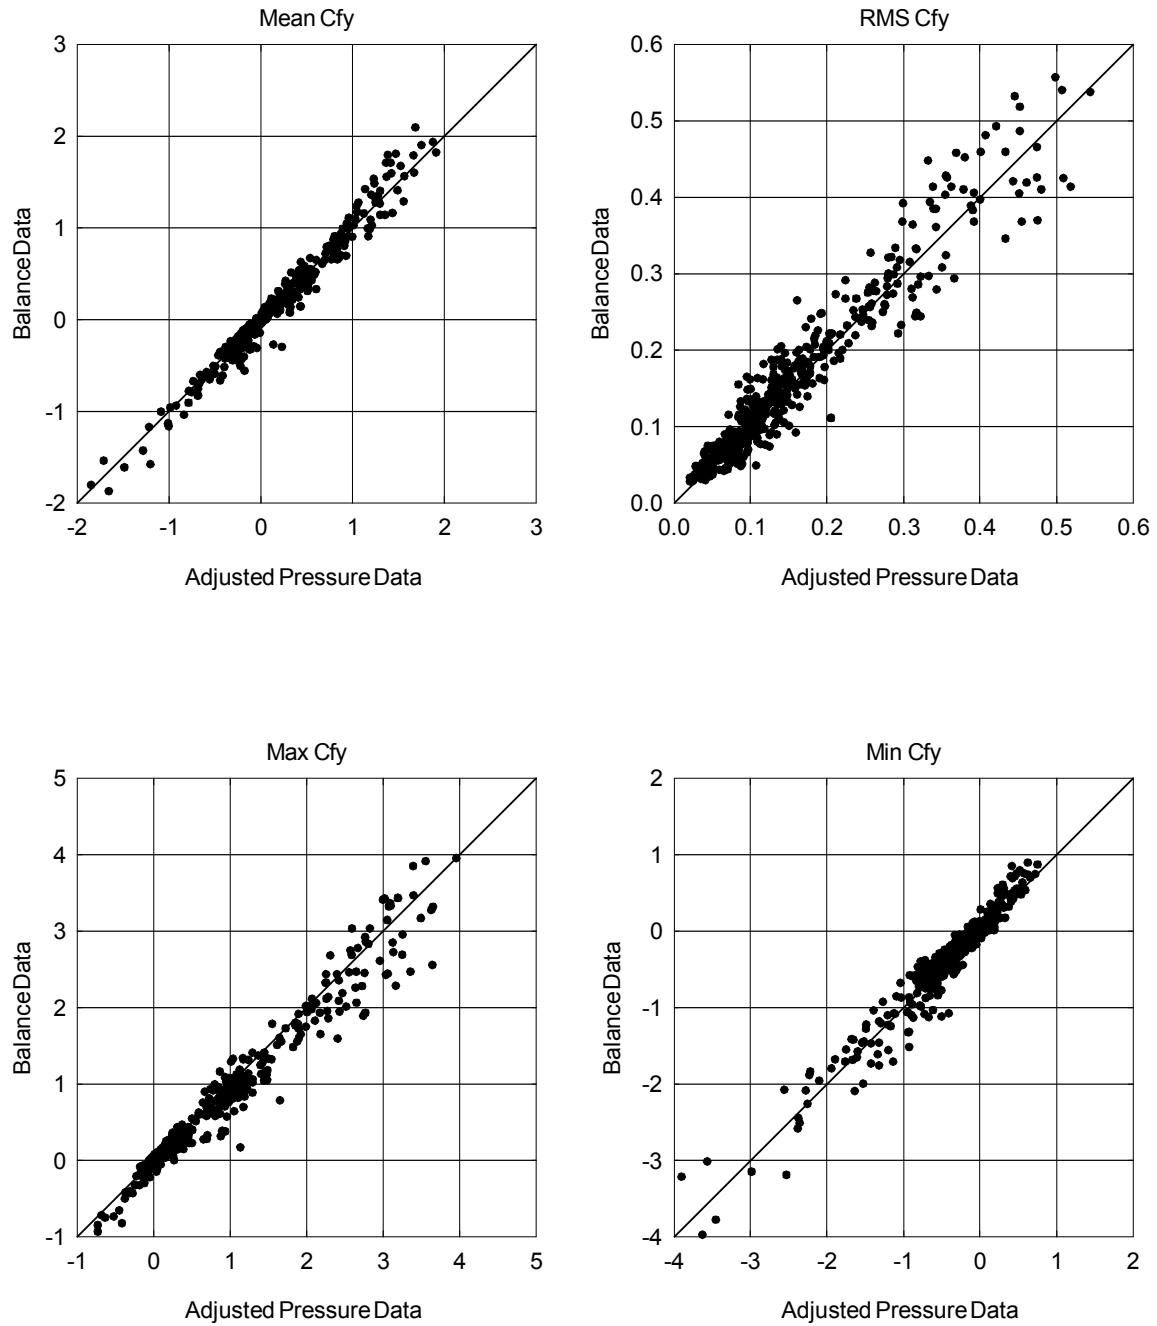 Mean Cfy
3
2
1
0
-1
-2
-2 -1 0 1 2 3
Balance Data
Adjusted Pressure Data
RMS Cfy
0.6
0.5
0.4
0.3
0.2
0.1
0.0
0.0 0.1 0.2 0.3 0.4 0.5 0.6
Balance Data
Adjusted Pressure Data
Max Cfy
5
4
3
2
1
0
-1
-1 0 1 2 3 4 5
Balance Data
Adjusted Pressure Data
Min Cfy
2
1
0
-1
-2
-3
-4
-4 -3 -2 -1 0 1 2
Balance Data
Adjusted Pressure Data